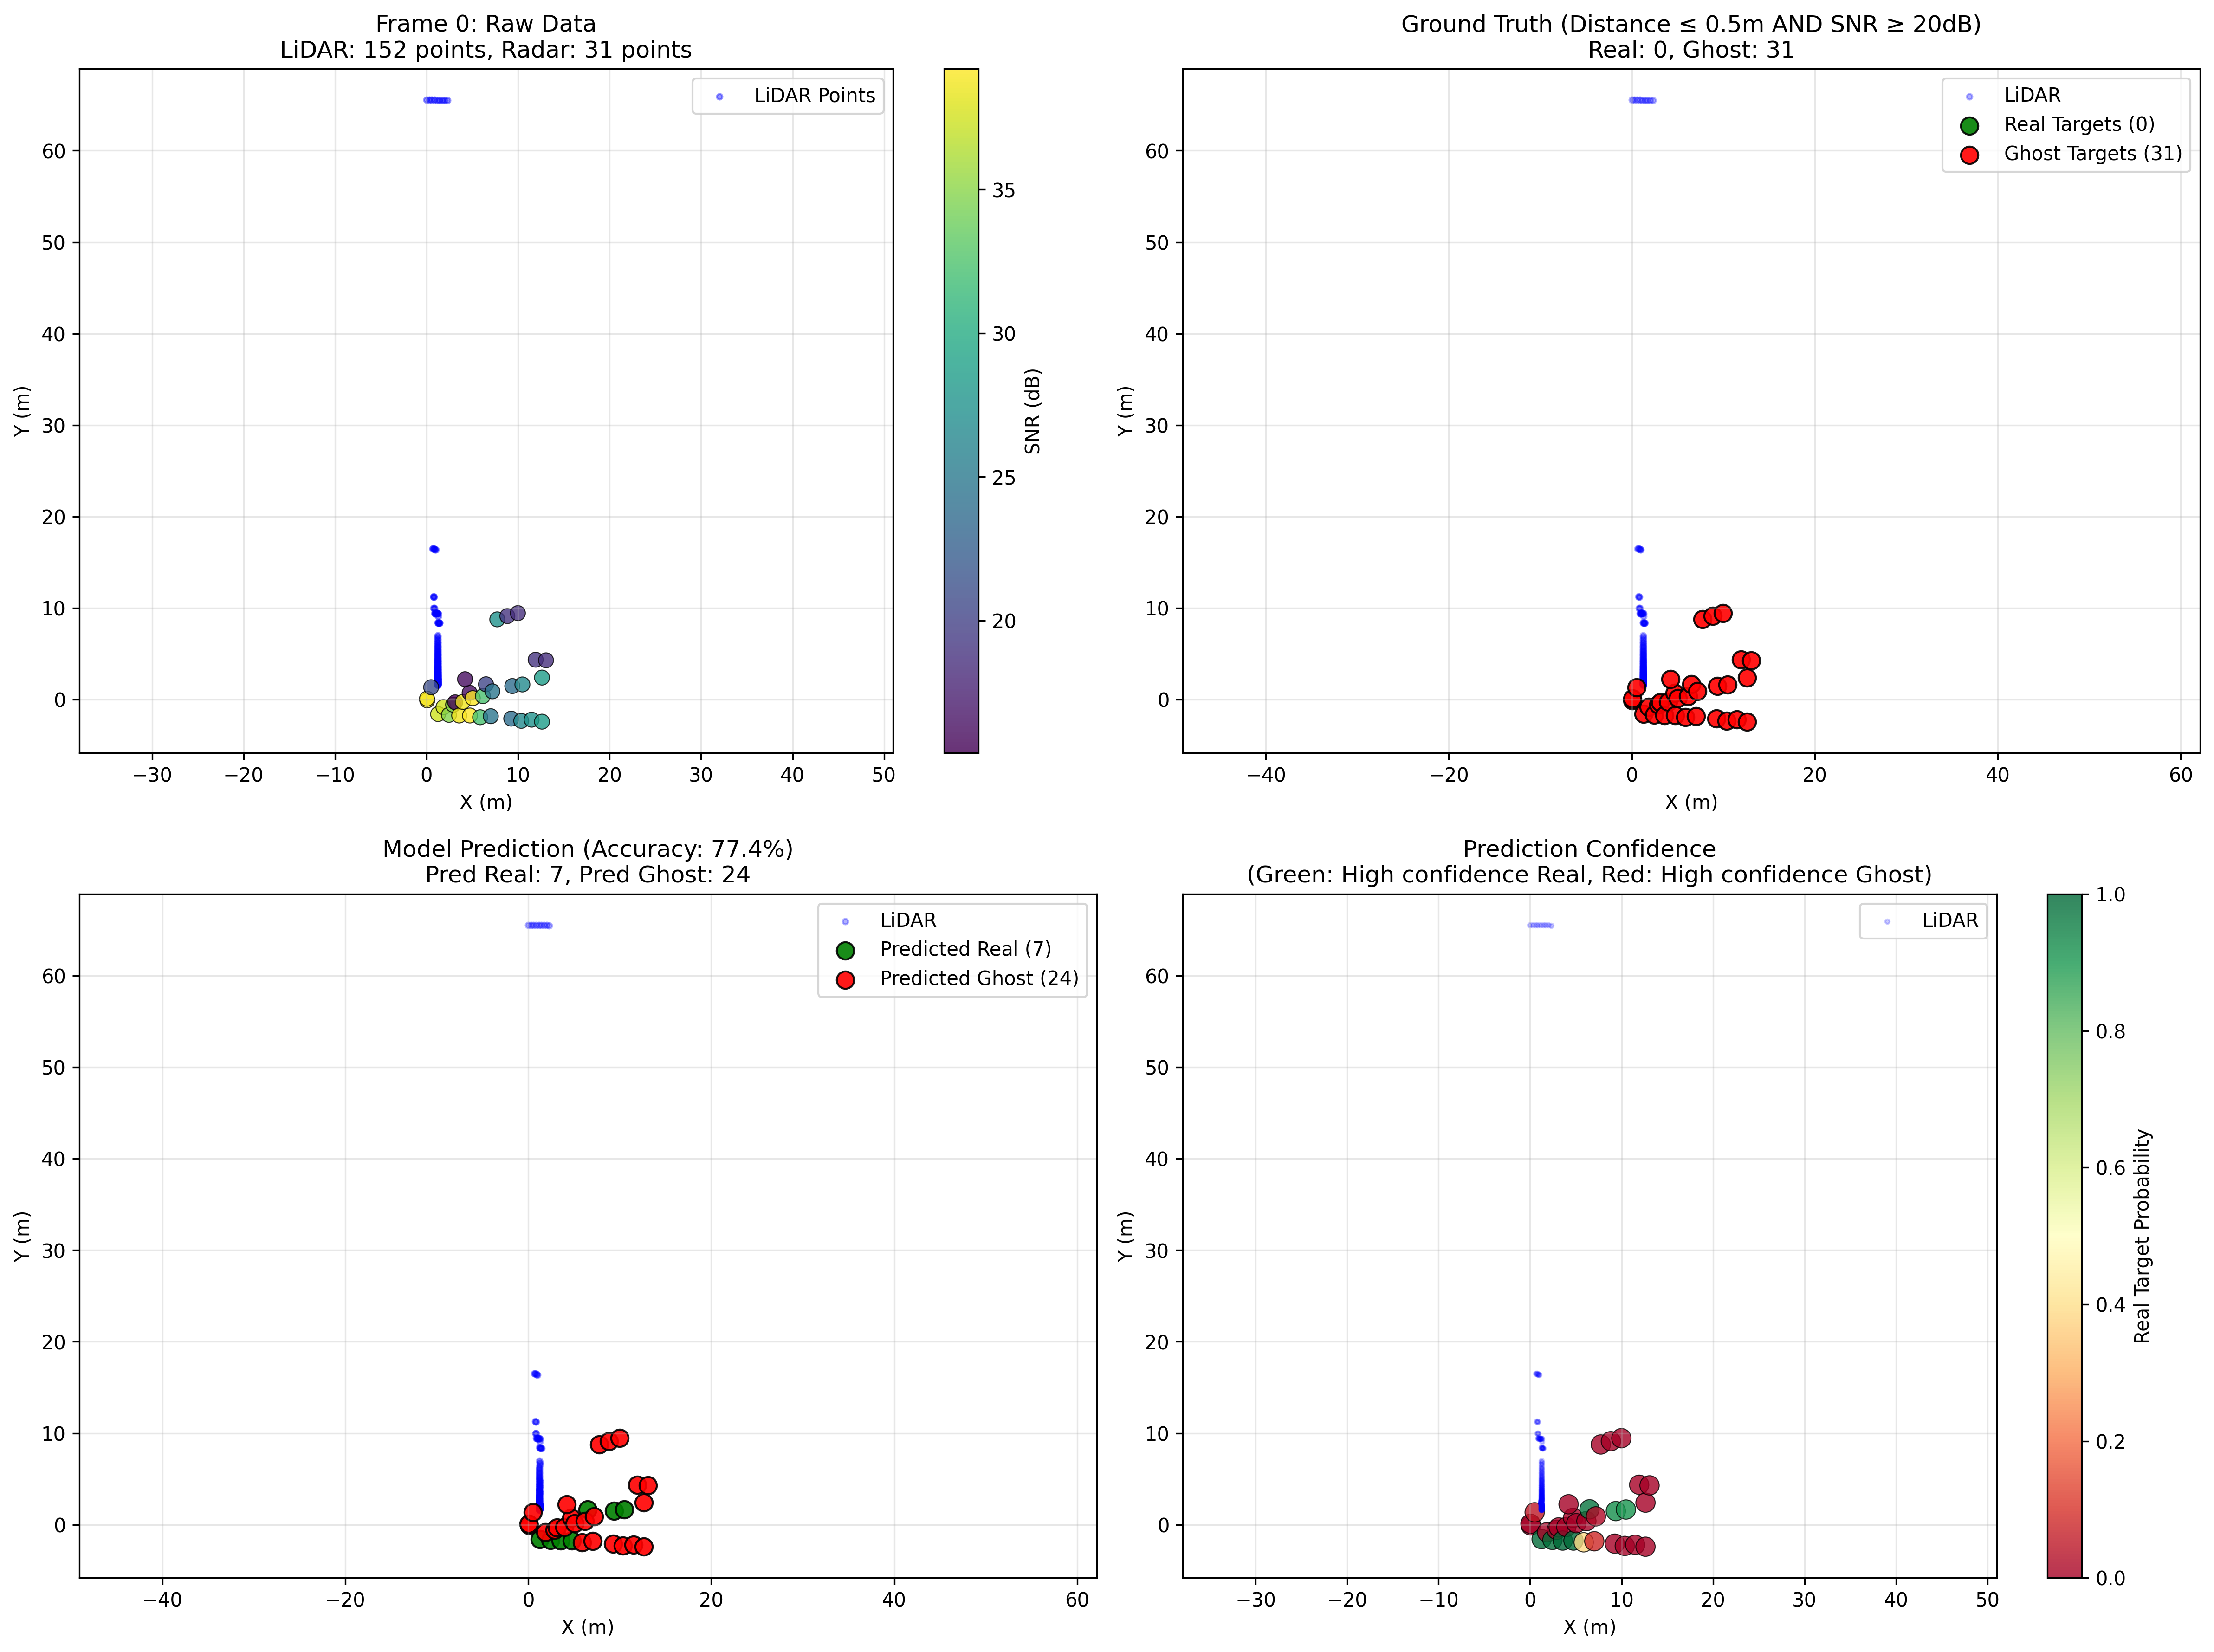 Frame 0: Raw Data
LiDAR: 152 points, Radar: 31 points
LiDAR Points
60
50
40
30
20
10
0
Y (m)
−30
−20
−10
0
10
20
30
40
50
X (m)
35
30
25
20
SNR (dB)
Ground Truth (Distance ≤ 0.5m AND SNR ≥ 20dB)
Real: 0, Ghost: 31
LiDAR
Real Targets (0)
Ghost Targets (31)
60
50
40
30
20
10
0
Y (m)
−40
−20
0
20
40
60
X (m)
Model Prediction (Accuracy: 77.4%)
Pred Real: 7, Pred Ghost: 24
LiDAR
Predicted Real (7)
Predicted Ghost (24)
60
50
40
30
20
10
0
Y (m)
−40
−20
0
20
40
60
X (m)
Prediction Confidence
(Green: High confidence Real, Red: High confidence Ghost)
LiDAR
60
50
40
30
20
10
0
Y (m)
−30
−20
−10
0
10
20
30
40
50
X (m)
1.0
0.8
0.6
0.4
0.2
0.0
Real Target Probability